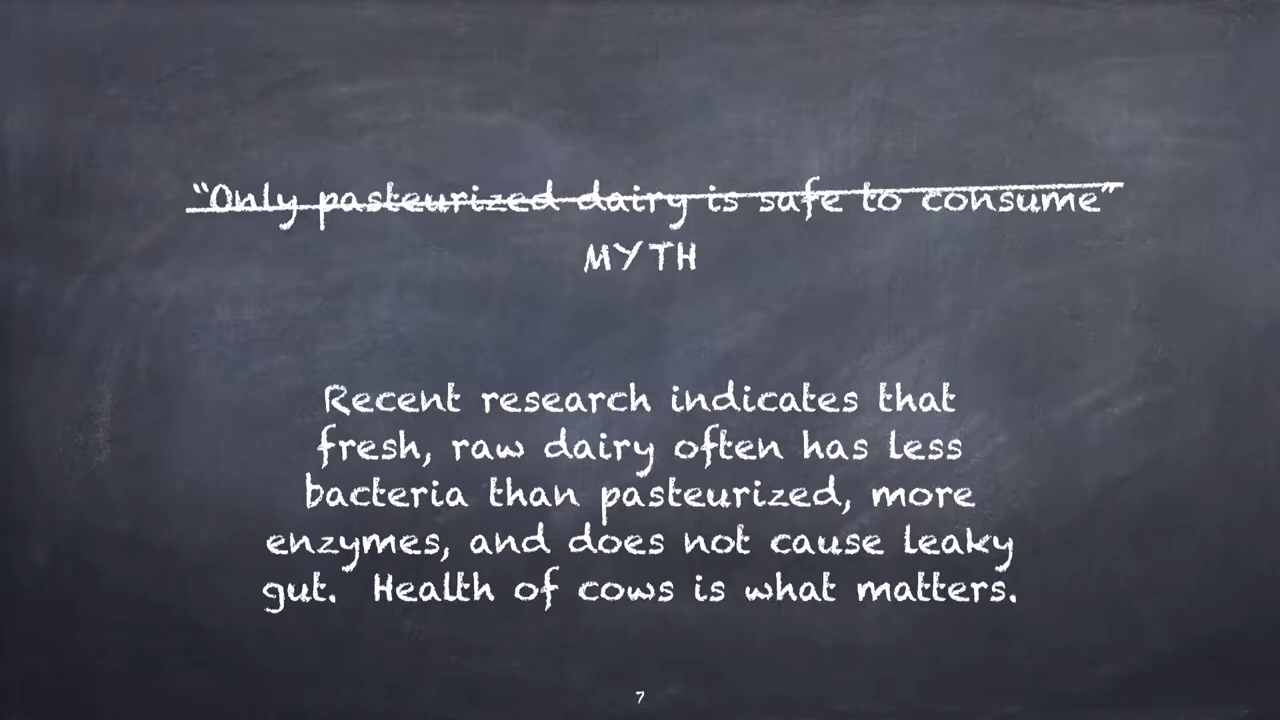 “Only pasteurized dairy is safe to consume”
MYTH
Recent research indicates that
fresh, raw dairy often has less
bacteria than pasteurized, more
enzymes, and does not cause leaky
gut.  Health of cows is what matters.
7